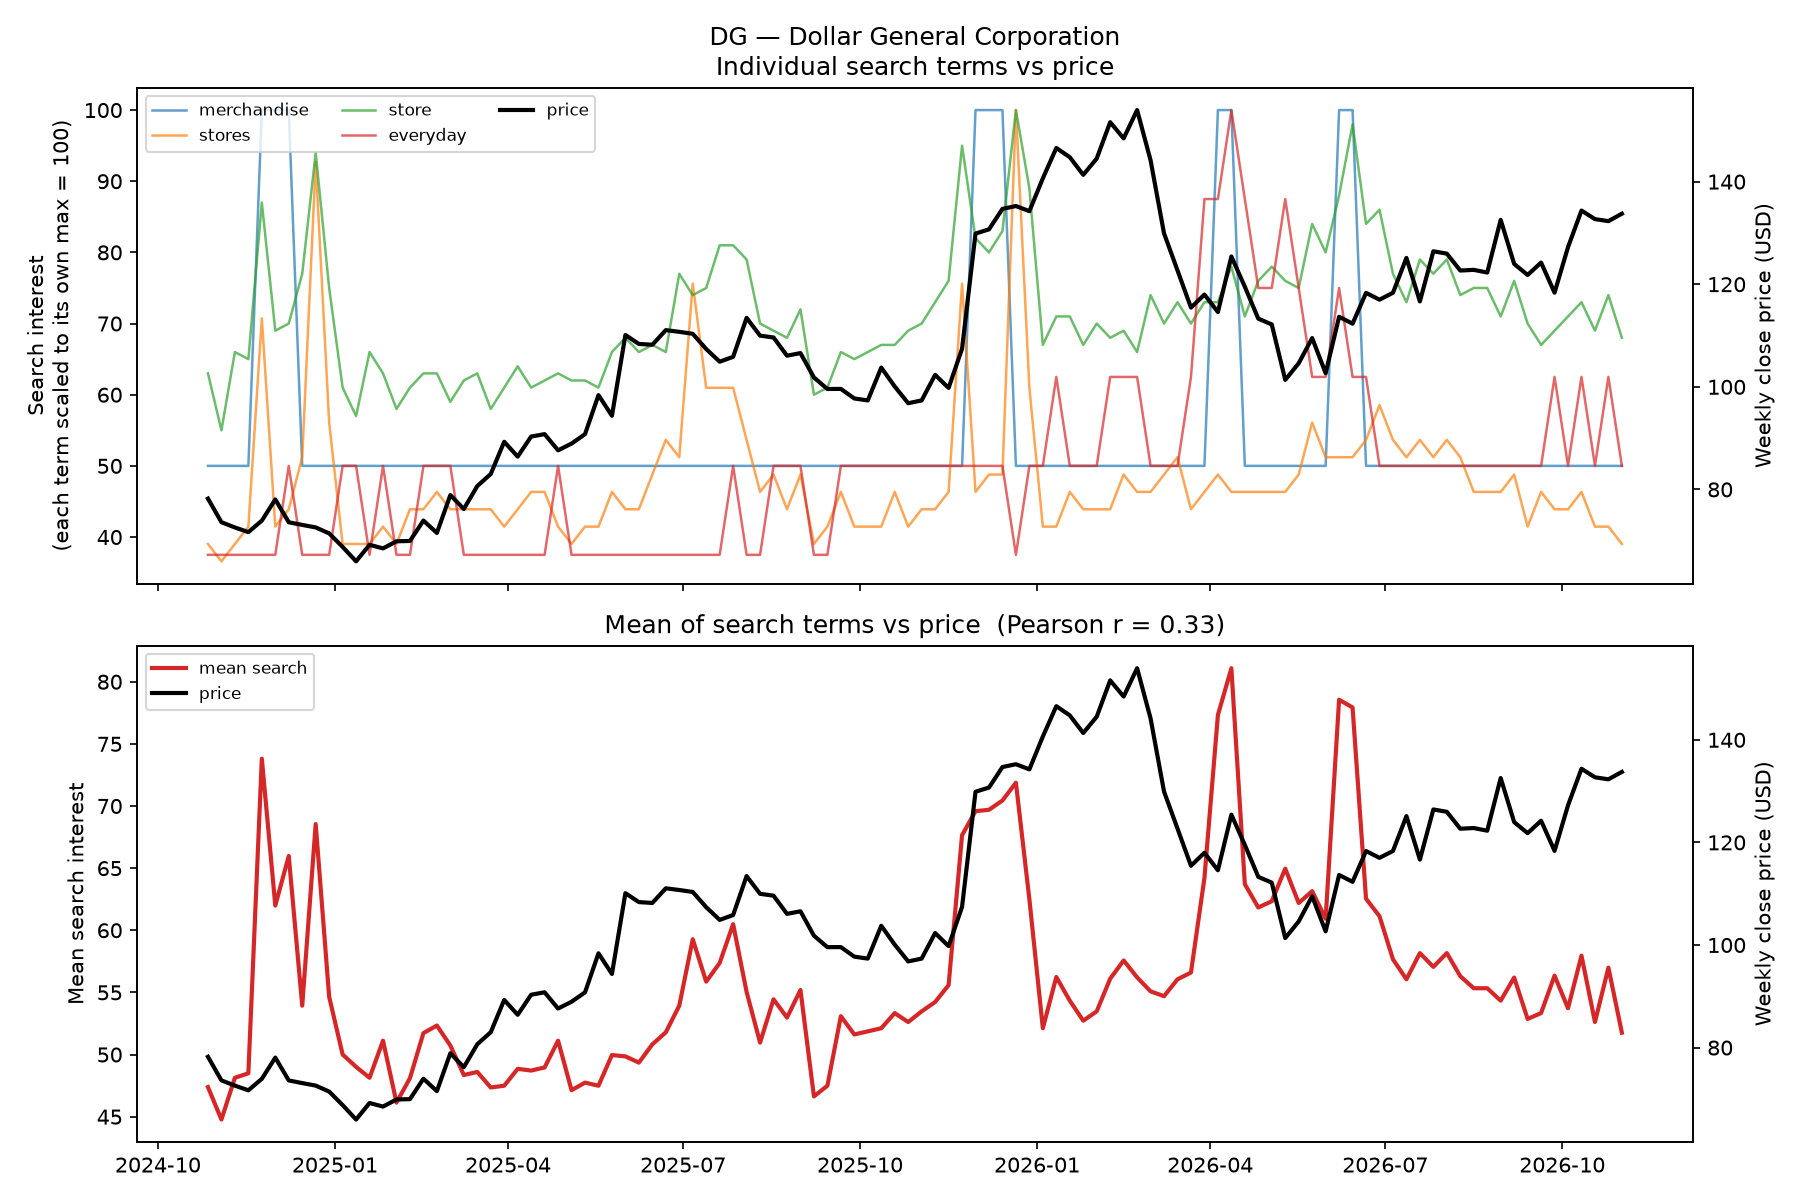 DG — Dollar General Corporation
Individual search terms vs price
merchandise
stores
store
everyday
price
Search interest
(each term scaled to its own max = 100)
100
90
80
70
60
50
40
140
120
100
80
Weekly close price (USD)
Mean of search terms vs price (Pearson r = 0.33)
mean search
price
Mean search interest
80
75
70
65
60
55
50
45
140
120
100
80
Weekly close price (USD)
2024-10
2025-01
2025-04
2025-07
2025-10
2026-01
2026-04
2026-07
2026-10